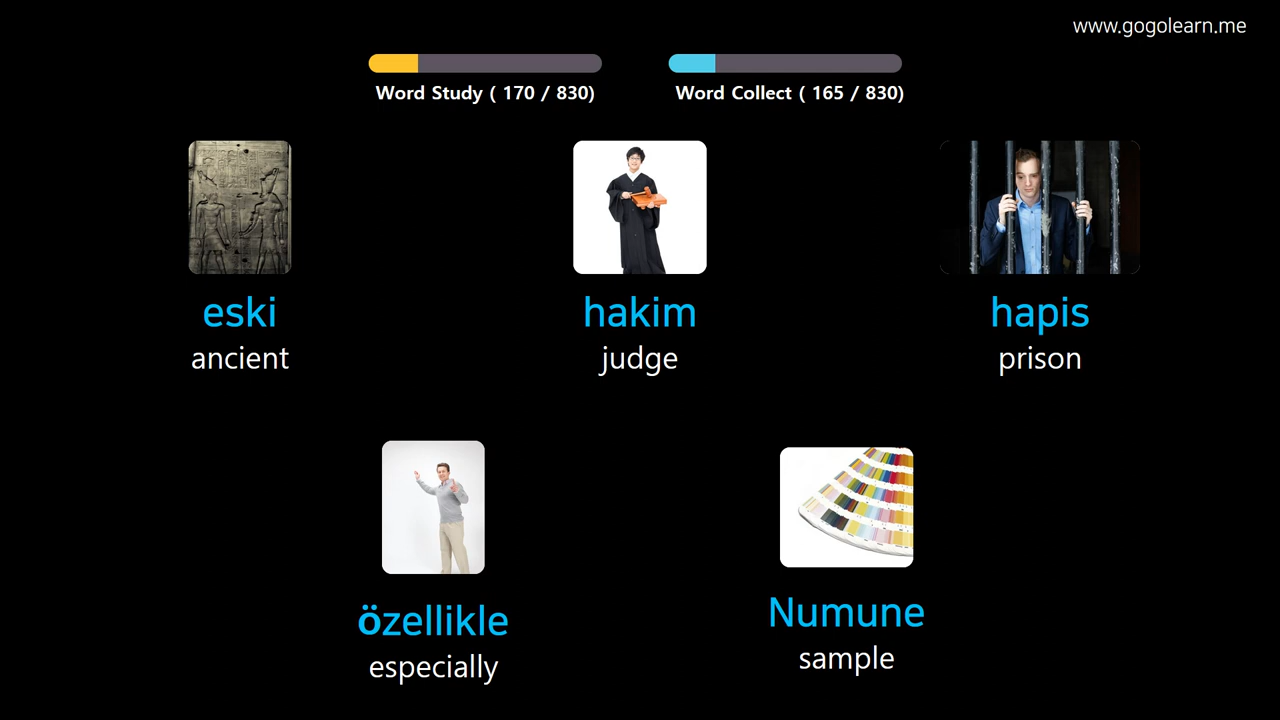 www.gogolearn.me
Word Study ( 170 / 830)
Word Collect ( 165 / 830)
eski
ancient
hakim
judge
hapis
prison
özellikle
especially
Numune
sample